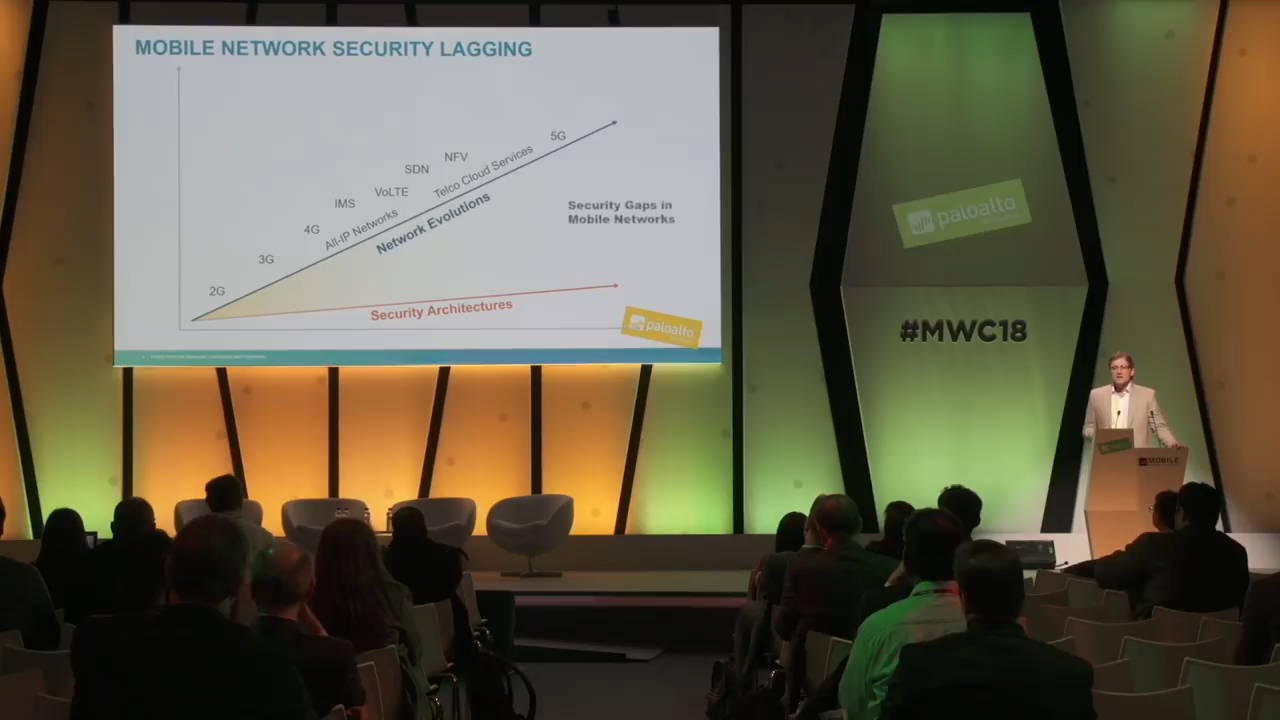 MOBILE NETWORK SECURITY LAGGING
5G
NFV
SDN
Telco Cloud Services
VoLTE
IMS
All-IP Networks
Network Evolutions
4G
3G
2G
Security Gaps in
Mobile Networks
Security Architectures
paloalto
paloalto
#MWC18
MOBILE